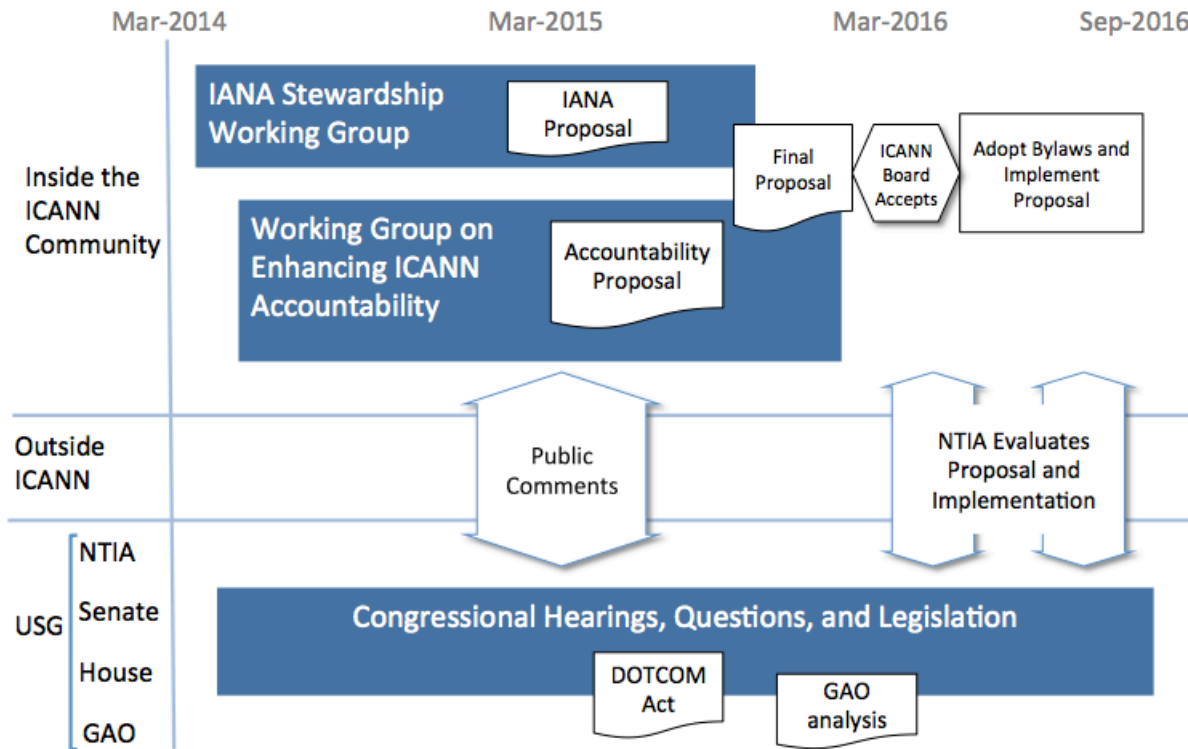 Mar-2014
Mar-2015
Mar-2016
Sep-2016
Inside the
ICANN
Community
IANA Stewardship
Working Group
IANA
Proposal
Working Group on
Enhancing ICANN
Accountability
Accountability
Proposal
Final
Proposal
ICANN
Board
Accepts
Adopt Bylaws and
Implement
Proposal
Outside
ICANN
Public
Comments
NTIA Evaluates
Proposal and
Implementation
USG
NTIA
Senate
House
GAO
Congressional Hearings, Questions, and Legislation
DOTCOM
Act
GAO
analysis